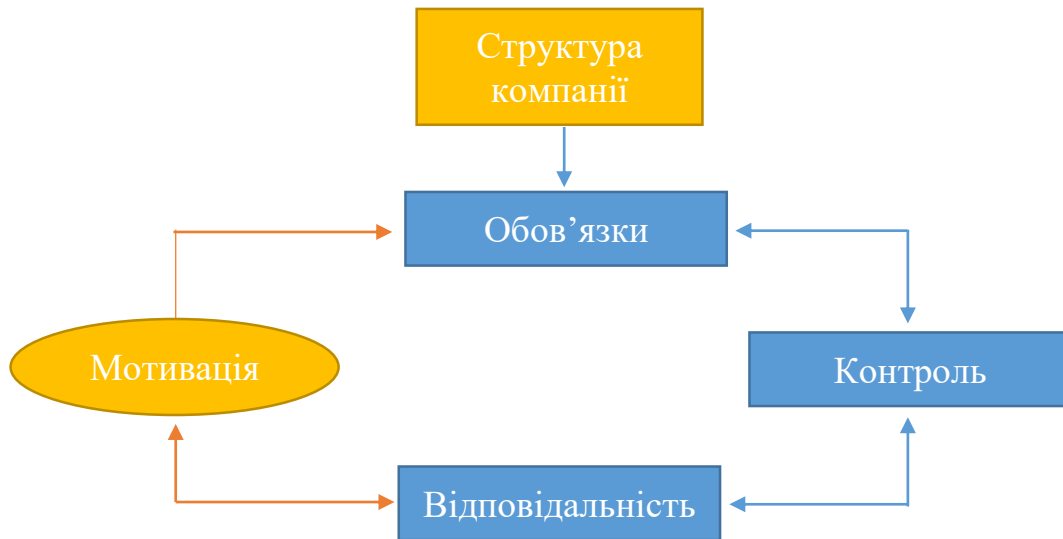 Структура
компанії
Обов’язки
Мотивація
Контроль
Відповідальність